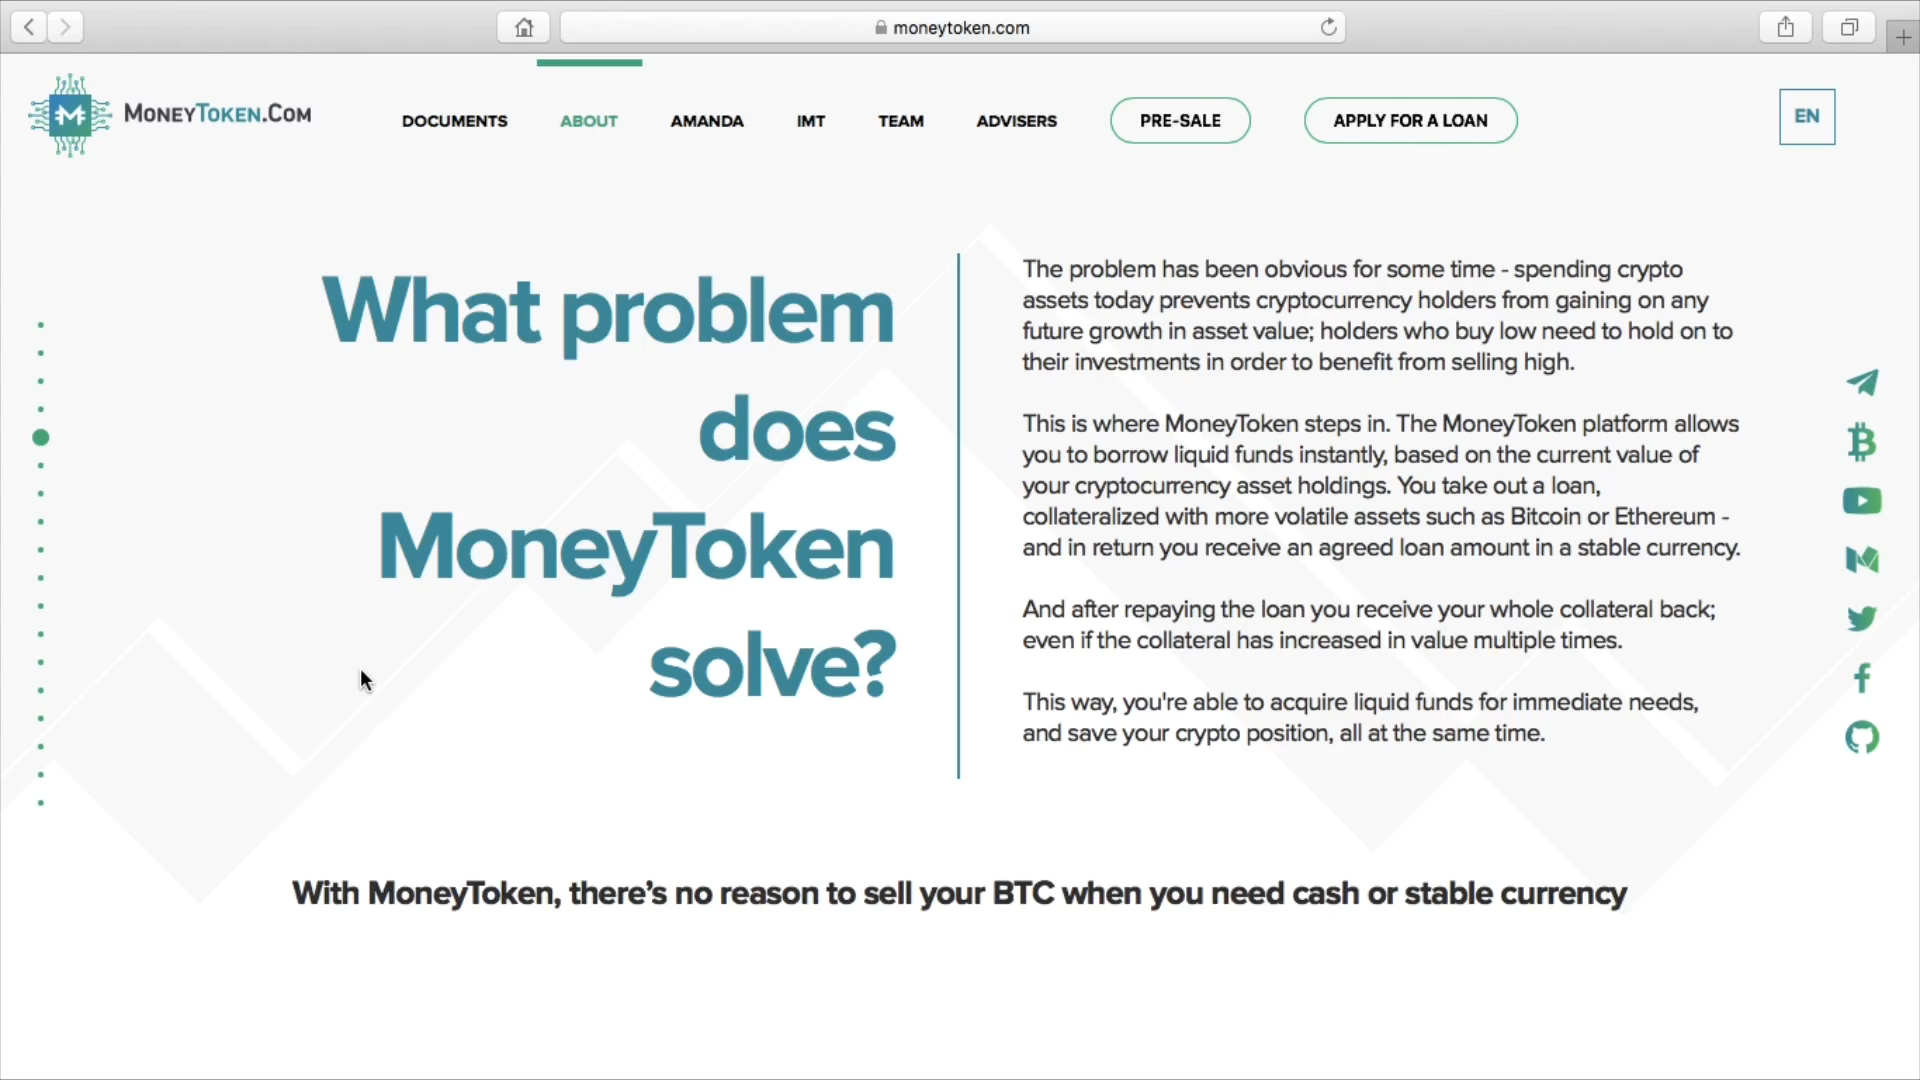 moneytoken.com
MONEYTOKEN.COM
DOCUMENTS
ABOUT
AMANDA
IMT
TEAM
ADVISERS
PRE-SALE
APPLY FOR A LOAN
EN
What problem
does
MoneyToken
solve?
The problem has been obvious for some time - spending crypto
assets today prevents cryptocurrency holders from gaining on any
future growth in asset value; holders who buy low need to hold on to
their investments in order to benefit from selling high.
This is where MoneyToken steps in. The MoneyToken platform allows
you to borrow liquid funds instantly, based on the current value of
your cryptocurrency asset holdings. You take out a loan,
collateralized with more volatile assets such as Bitcoin or Ethereum -
and in return you receive an agreed loan amount in a stable currency.
And after repaying the loan you receive your whole collateral back;
even if the collateral has increased in value multiple times.
This way, you're able to acquire liquid funds for immediate needs,
and save your crypto position, all at the same time.
With MoneyToken, there’s no reason to sell your BTC when you need cash or stable currency